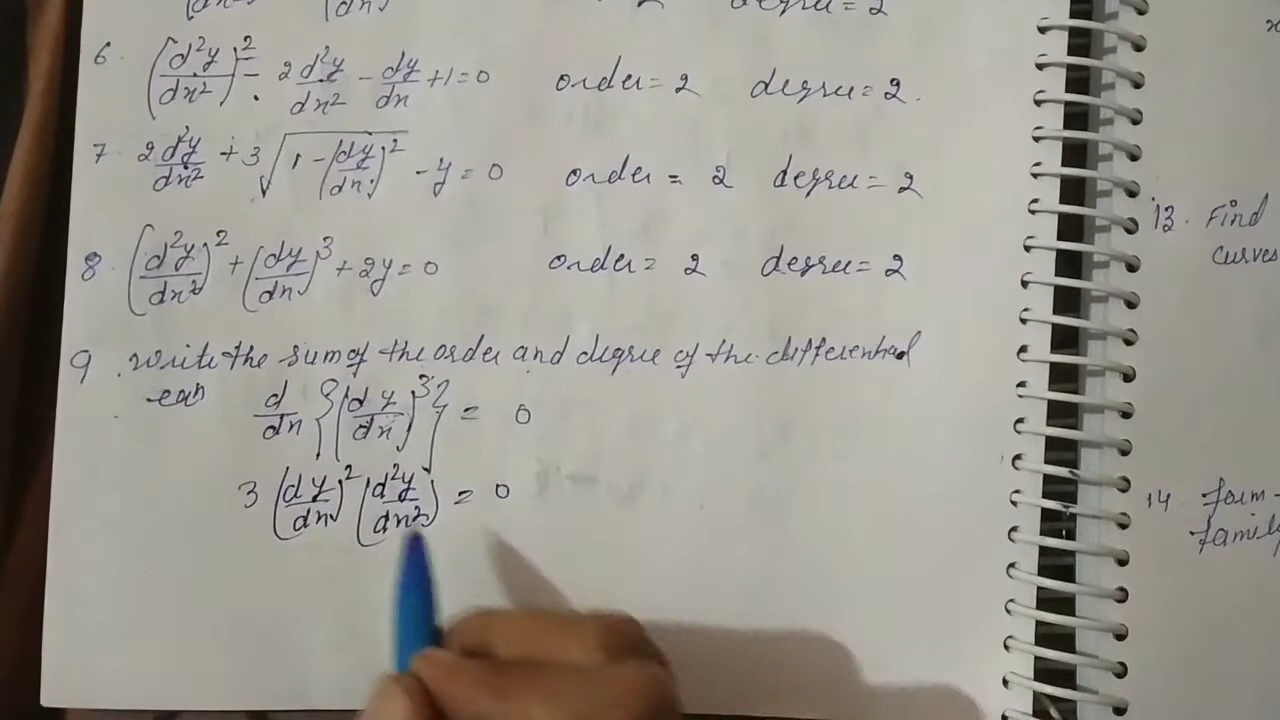 degree = 2
6. (d²y/dx²)² - 2 d²y/dx² - dy/dx + 1 = 0 order = 2 degree = 2.
7 2 d²y/dx² + 3 √(1 - (dy/dx)²) - y = 0 order = 2 degree = 2
8. (d²y/dx²)² + (dy/dx)³ + 2y = 0 order = 2 degree = 2
9. Write the sum of the order and degree of the differential
eqn d/dx {(dy/dx)³} = 0
3 (dy/dx)² (d²y/dx²) = 0
13. Find
curves
14. form
family